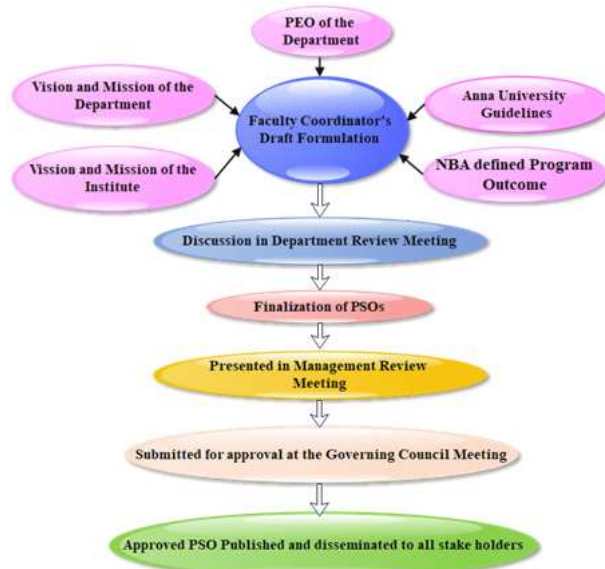 PEO of the
Department
Vision and Mission of the
Department
Anna University
Guidelines
Faculty Coordinator's
Draft Formulation
Vission and Mission of the
Institute
NBA defined Program
Outcome
Discussion in Department Review Meeting
Finalization of PSOs
Presented in Management Review
Meeting
Submitted for approval at the Governing Council Meeting
Approved PSO Published and disseminated to all stake holders